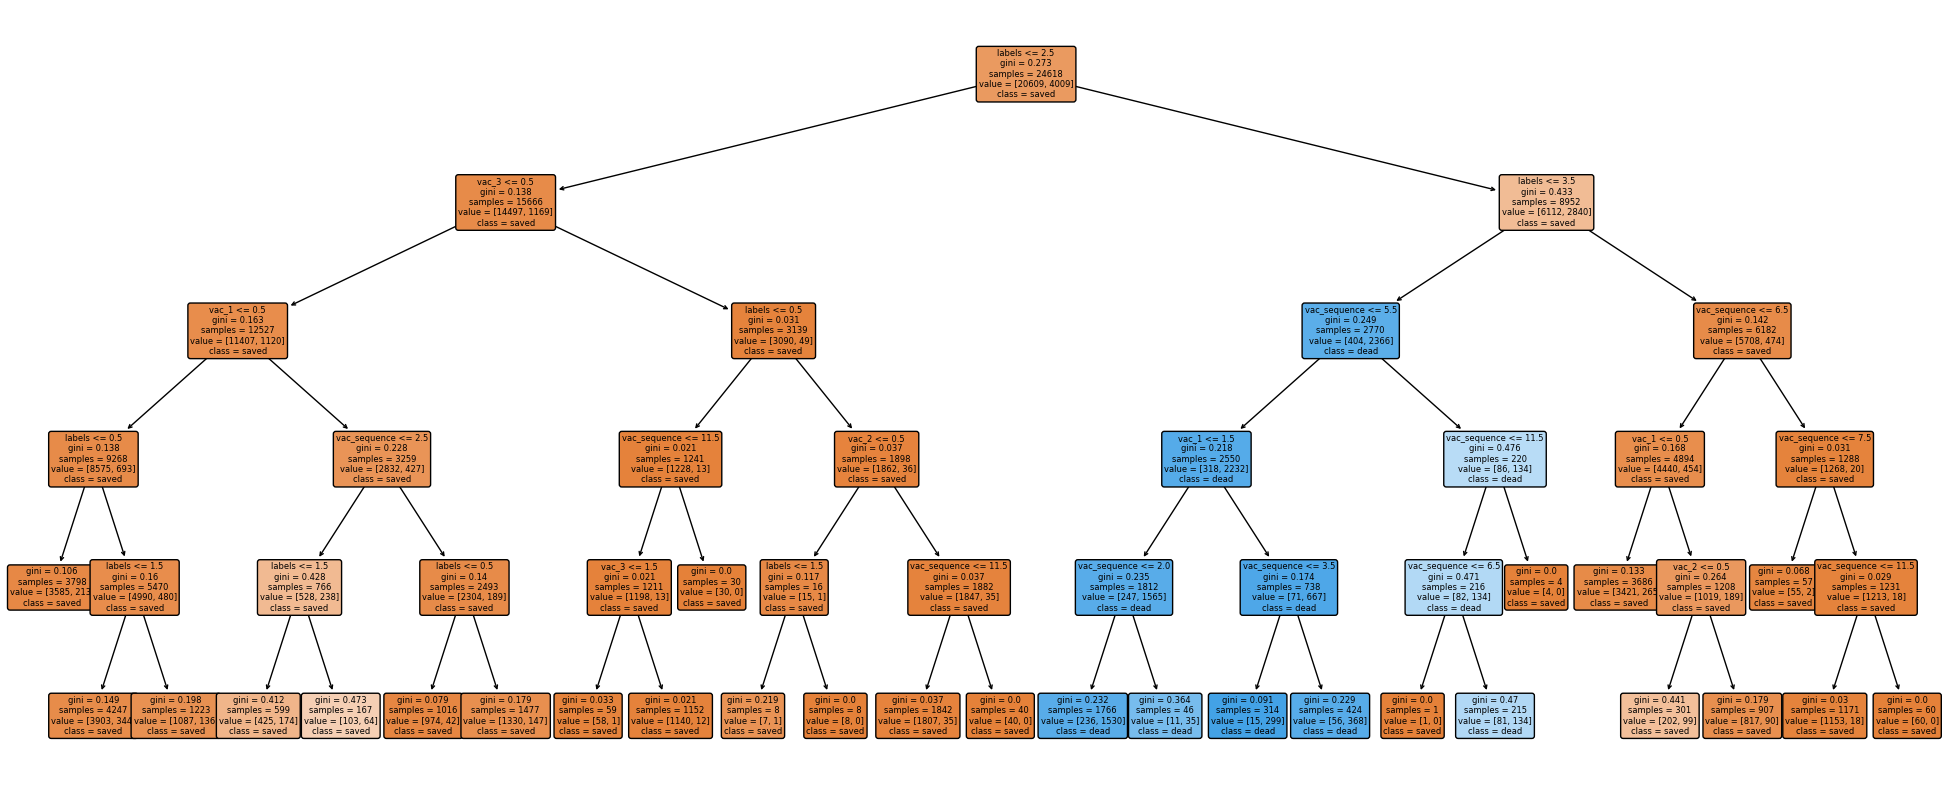 labels <= 2.5
gini = 0.273
samples = 24618
value = [20609, 4009]
class = saved
vac_3 <= 0.5
gini = 0.138
samples = 15666
value = [14497, 1169]
class = saved
labels <= 3.5
gini = 0.433
samples = 8952
value = [6112, 2840]
class = saved
vac_1 <= 0.5
gini = 0.163
samples = 12527
value = [11407, 1120]
class = saved
labels <= 0.5
gini = 0.031
samples = 3139
value = [3090, 49]
class = saved
vac_sequence <= 5.5
gini = 0.249
samples = 2770
value = [404, 2366]
class = dead
vac_sequence <= 6.5
gini = 0.142
samples = 6182
value = [5708, 474]
class = saved
labels <= 0.5
gini = 0.138
samples = 9268
value = [8575, 693]
class = saved
vac_sequence <= 2.5
gini = 0.228
samples = 3259
value = [2832, 427]
class = saved
vac_sequence <= 11.5
gini = 0.021
samples = 1241
value = [1228, 13]
class = saved
vac_2 <= 0.5
gini = 0.037
samples = 1898
value = [1862, 36]
class = saved
vac_1 <= 1.5
gini = 0.218
samples = 2550
value = [318, 2232]
class = dead
vac_sequence <= 11.5
gini = 0.476
samples = 220
value = [86, 134]
class = dead
vac_1 <= 0.5
gini = 0.168
samples = 4894
value = [4440, 454]
class = saved
vac_sequence <= 7.5
gini = 0.031
samples = 1288
value = [1268, 20]
class = saved
gini = 0.106
samples = 3798
value = [3585, 213
class = saved
labels <= 1.5
gini = 0.16
samples = 5470
value = [4990, 480]
class = saved
labels <= 1.5
gini = 0.428
samples = 766
value = [528, 238]
class = saved
labels <= 0.5
gini = 0.14
samples = 2493
value = [2304, 189]
class = saved
vac_3 <= 1.5
gini = 0.021
samples = 1211
value = [1198, 13]
class = saved
gini = 0.0
samples = 30
value = [30, 0]
class = saved
labels <= 1.5
gini = 0.117
samples = 16
value = [15, 1]
class = saved
vac_sequence <= 11.5
gini = 0.037
samples = 1882
value = [1847, 35]
class = saved
vac_sequence <= 2.0
gini = 0.235
samples = 1812
value = [247, 1565]
class = dead
vac_sequence <= 3.5
gini = 0.174
samples = 738
value = [71, 667]
class = dead
vac_sequence <= 6.5
gini = 0.471
samples = 216
value = [82, 134]
class = dead
gini = 0.0
samples = 4
value = [4, 0]
class = saved
gini = 0.133
samples = 3686
value = [3421, 265
class = saved
vac_2 <= 0.5
gini = 0.264
samples = 1208
value = [1019, 189]
class = saved
gini = 0.068
samples = 57
value = [55, 2]
class = saved
vac_sequence <= 11.5
gini = 0.029
samples = 1231
value = [1213, 18]
class = saved
gini = 0.149
samples = 4247
value = [3903, 344
class = saved
gini = 0.198
samples = 1223
value = [1087, 136
class = saved
gini = 0.412
samples = 599
value = [425, 174]
class = saved
gini = 0.473
samples = 167
value = [103, 64]
class = saved
gini = 0.079
samples = 1016
value = [974, 42]
class = saved
gini = 0.179
samples = 1477
value = [1330, 147]
class = saved
gini = 0.033
samples = 59
value = [58, 1]
class = saved
gini = 0.021
samples = 1152
value = [1140, 12]
class = saved
gini = 0.219
samples = 8
value = [7, 1]
class = saved
gini = 0.0
samples = 8
value = [8, 0]
class = saved
gini = 0.037
samples = 1842
value = [1807, 35]
class = saved
gini = 0.0
samples = 40
value = [40, 0]
class = saved
gini = 0.232
samples = 1766
value = [236, 1530]
class = dead
gini = 0.364
samples = 46
value = [11, 35]
class = dead
gini = 0.091
samples = 314
value = [15, 299]
class = dead
gini = 0.229
samples = 424
value = [56, 368]
class = dead
gini = 0.0
samples = 1
value = [1, 0]
class = saved
gini = 0.47
samples = 215
value = [81, 134]
class = dead
gini = 0.441
samples = 301
value = [202, 99]
class = saved
gini = 0.179
samples = 907
value = [817, 90]
class = saved
gini = 0.03
samples = 1171
value = [1153, 18]
class = saved
gini = 0.0
samples = 60
value = [60, 0]
class = saved